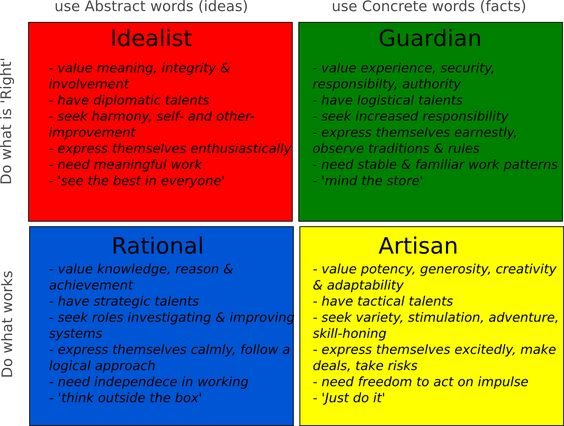 use Abstract words (ideas)
use Concrete words (facts)
Do what is 'Right'
Idealist
- value meaning, integrity &
involvement
- have diplomatic talents
- seek harmony, self- and other-
improvement
- express themselves enthusiastically
- need meaningful work
- 'see the best in everyone'
Guardian
- value experience, security,
responsibilty, authority
- have logistical talents
- seek increased responsibility
- express themselves earnestly,
observe traditions & rules
- need stable & familiar work patterns
- 'mind the store'
Do what works
Rational
- value knowledge, reason &
achievement
- have strategic talents
- seek roles investigating & improving
systems
- express themselves calmly, follow a
logical approach
- need independece in working
- 'think outside the box'
Artisan
- value potency, generosity, creativity
& adaptability
- have tactical talents
- seek variety, stimulation, adventure,
skill-honing
- express themselves excitedly, make
deals, take risks
- need freedom to act on impulse
- 'Just do it'